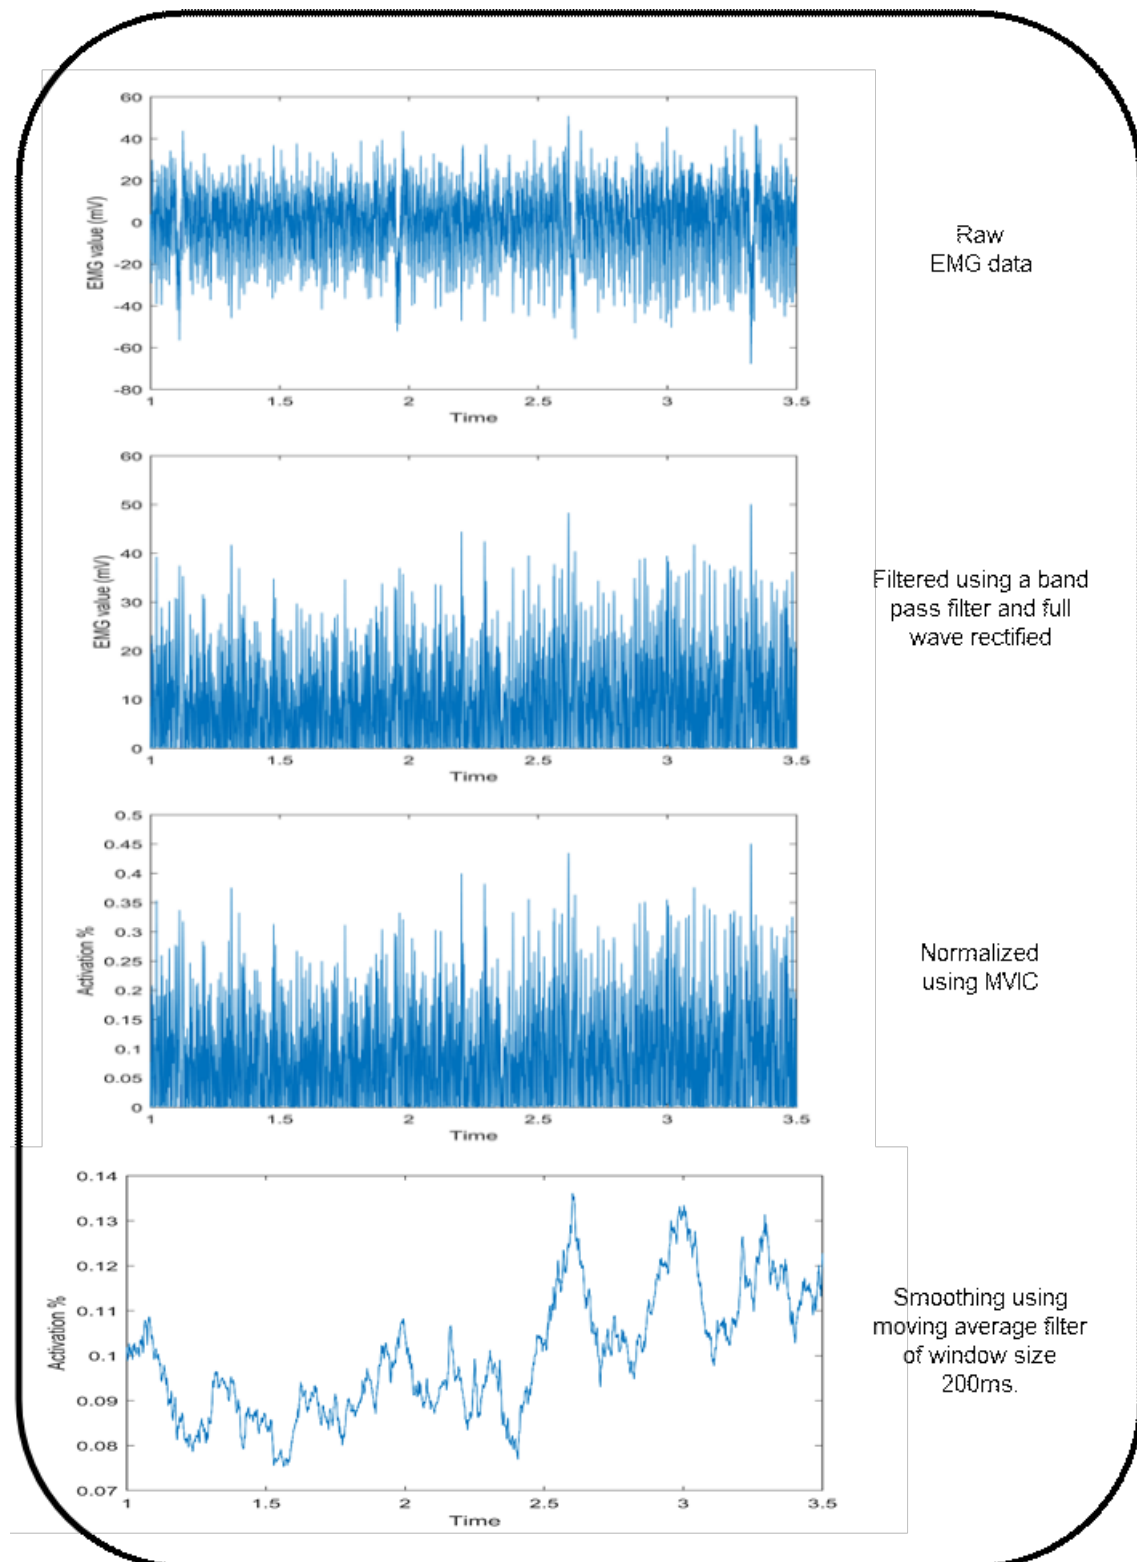 60
40
20
0
-20
-40
-60
-80
EMG value (mV)
1 1.5 2 2.5 3 3.5
Time
Raw
EMG data
60
50
40
30
20
10
0
EMG value (mV)
1 1.5 2 2.5 3 3.5
Time
Filtered using a band
pass filter and full
wave rectified
0.5
0.45
0.4
0.35
0.3
0.25
0.2
0.15
0.1
0.05
0
Activation %
1 1.5 2 2.5 3 3.5
Time
Normalized
using MVIC
0.14
0.13
0.12
0.11
0.1
0.09
0.08
0.07
Activation %
1 1.5 2 2.5 3 3.5
Time
Smoothing using
moving average filter
of window size
200ms.